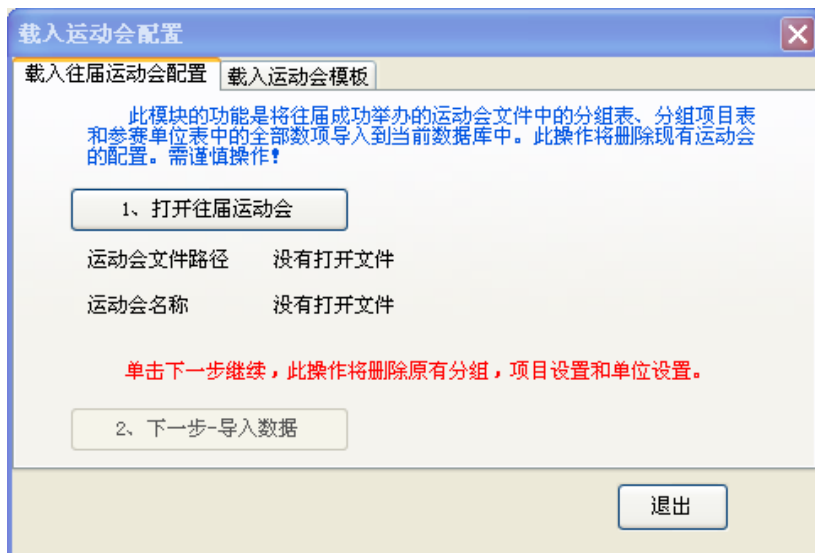 载入运动会配置
载入往届运动会配置 载入运动会模板
此模块的功能是将往届成功举办的运动会文件中的分组表、分组项目表
和参赛单位表中的全部数项导入到当前数据库中。此操作将删除现有运动会
的配置。需谨慎操作!
1、打开往届运动会
运动会文件路径 没有打开文件
运动会名称 没有打开文件
单击下一步继续，此操作将删除原有分组，项目设置和单位设置。
2、下一步-导入数据
退出